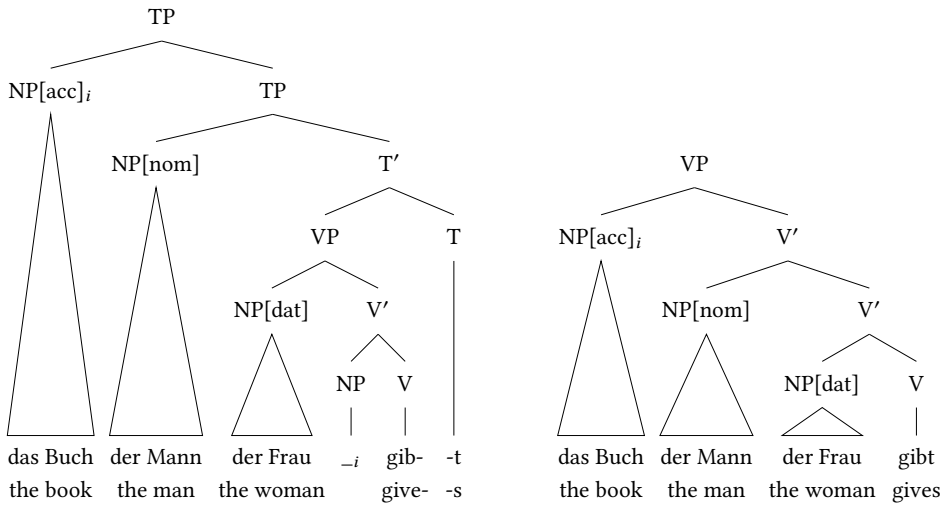 TP
NP[acc]i TP
NP[nom] T′ VP
VP T NP[acc]i V′
NP[dat] V′ NP[nom] V′
NP V NP[dat] V
das Buch der Mann der Frau _i gib- -t das Buch der Mann der Frau gibt
the book the man the woman give- -s the book the man the woman gives